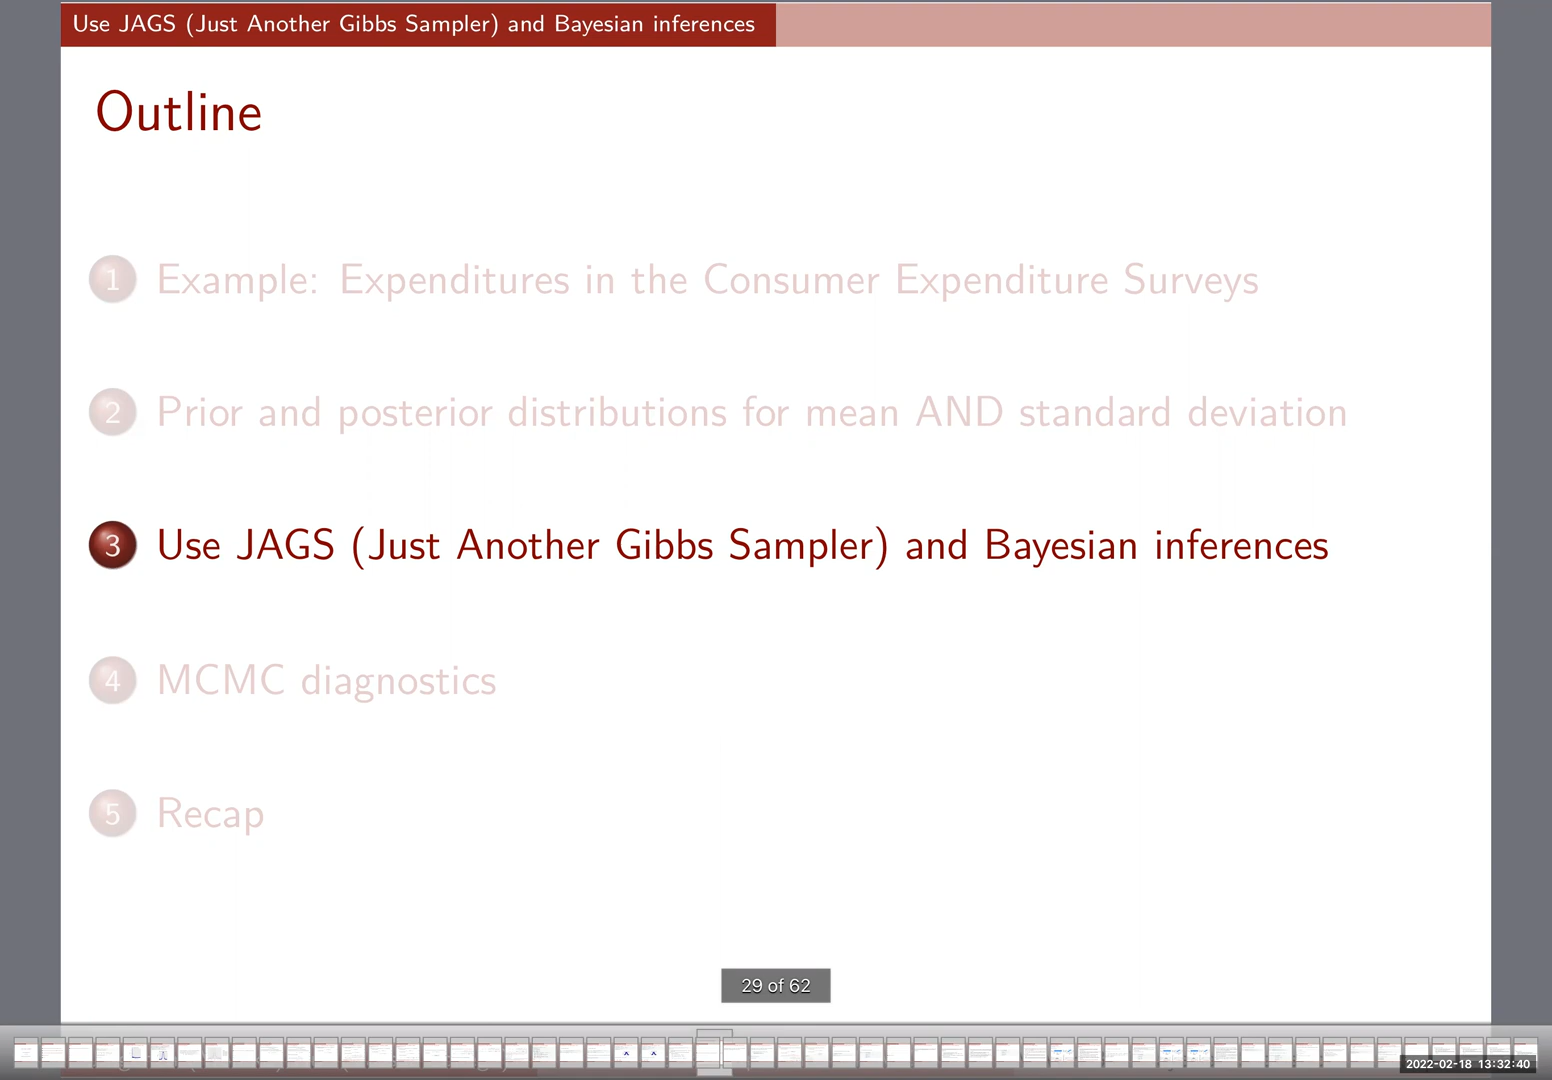 Use JAGS (Just Another Gibbs Sampler) and Bayesian inferences
Outline
1 Example: Expenditures in the Consumer Expenditure Surveys
2 Prior and posterior distributions for mean AND standard deviation
3 Use JAGS (Just Another Gibbs Sampler) and Bayesian inferences
4 MCMC diagnostics
5 Recap
29 of 62
2022-02-18 13:32:40